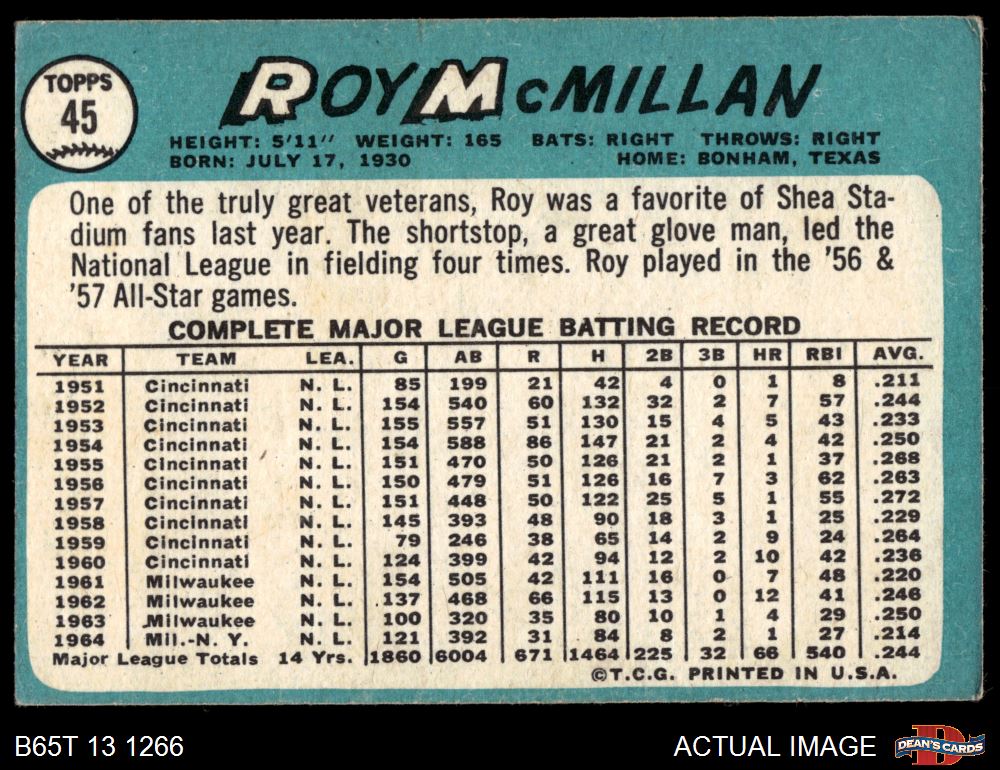 TOPPS
45
ROY McMILLAN
HEIGHT: 5'11" WEIGHT: 165 BATS: RIGHT THROWS: RIGHT
BORN: JULY 17, 1930 HOME: BONHAM, TEXAS
One of the truly great veterans, Roy was a favorite of Shea Sta-
dium fans last year. The shortstop, a great glove man, led the
National League in fielding four times. Roy played in the '56 &
'57 All-Star games.
COMPLETE MAJOR LEAGUE BATTING RECORD
YEAR TEAM LEA. G AB R H 2B 3B HR RBI AVG.
1951 Cincinnati N. L. 85 199 21 42 4 0 1 8 .211
1952 Cincinnati N. L. 154 540 60 132 32 2 7 57 .244
1953 Cincinnati N. L. 155 557 51 130 15 4 5 43 .233
1954 Cincinnati N. L. 154 588 86 147 21 2 4 42 .250
1955 Cincinnati N. L. 151 470 50 126 21 2 1 37 .268
1956 Cincinnati N. L. 150 479 51 126 16 7 3 62 .263
1957 Cincinnati N. L. 151 448 50 122 25 5 1 55 .272
1958 Cincinnati N. L. 145 393 48 90 18 3 1 25 .229
1959 Cincinnati N. L. 79 246 38 65 14 2 9 24 .264
1960 Cincinnati N. L. 124 399 42 94 12 2 10 42 .236
1961 Milwaukee N. L. 154 505 42 111 16 0 7 48 .220
1962 Milwaukee N. L. 137 468 66 115 13 0 12 41 .246
1963 Milwaukee N. L. 100 320 35 80 10 1 4 29 .250
1964 Mil.-N. Y. N. L. 121 392 31 84 8 2 1 27 .214
Major League Totals 14 Yrs. 1860 6004 671 1464 225 32 66 540 .244
©T.C.G. PRINTED IN U.S.A.
B65T 13 1266 ACTUAL IMAGE DEAN'S CARDS